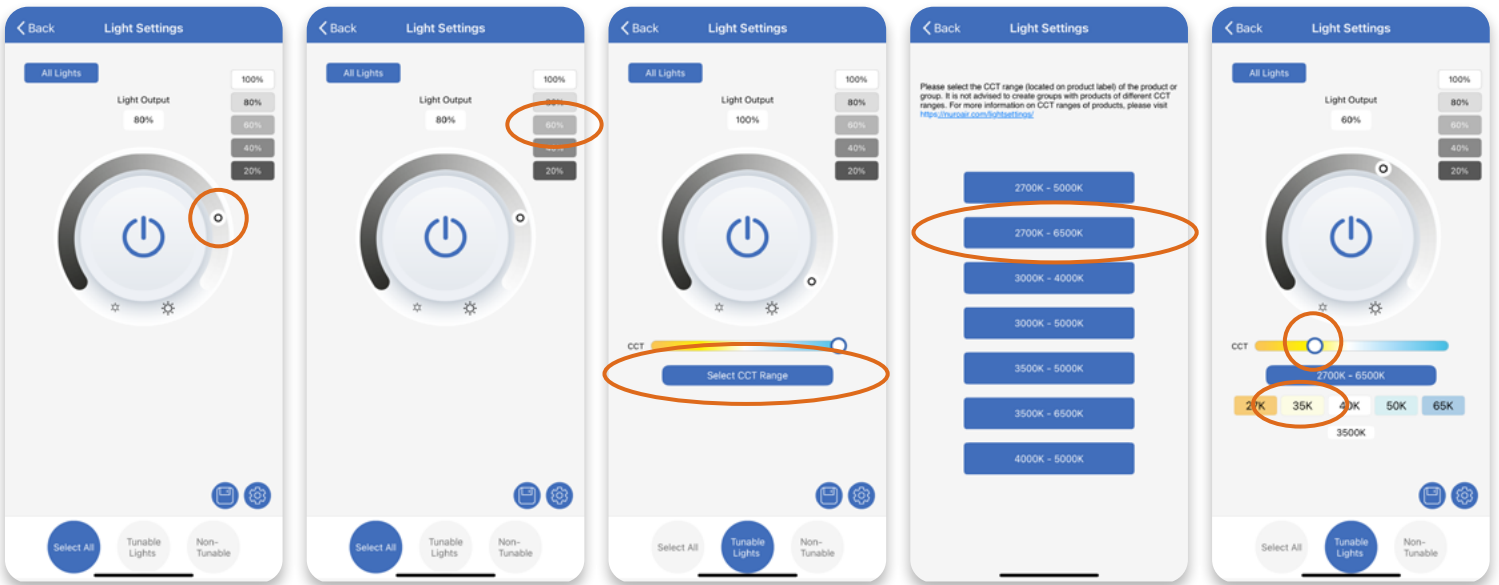 Back
Light Settings
All Lights
Light Output
80%
100%
80%
60%
40%
20%
Select All
Tunable
Lights
Non-
Tunable
Back
Light Settings
All Lights
Light Output
80%
100%
80%
60%
40%
20%
Select All
Tunable
Lights
Non-
Tunable
Back
Light Settings
All Lights
Light Output
100%
100%
80%
60%
40%
20%
CCT
Select CCT Range
Select All
Tunable
Lights
Non-
Tunable
Back
Light Settings
Please select the CCT range (located on product label) of the product or
group. It is not advised to create groups with products of different CCT
ranges. For more information on CCT ranges of products, please visit
https://nuroair.com/lightsettings/
2700K - 5000K
2700K - 6500K
3000K - 4000K
3000K - 5000K
3500K - 5000K
3500K - 6500K
4000K - 5000K
Back
Light Settings
All Lights
Light Output
60%
100%
80%
60%
40%
20%
CCT
2700K - 6500K
27K 35K 40K 50K 65K
3500K
Select All
Tunable
Lights
Non-
Tunable